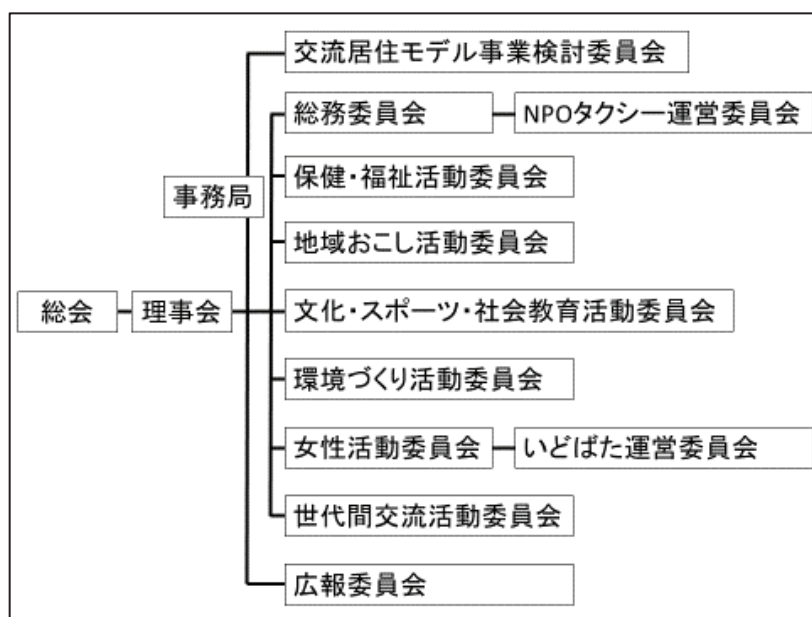 交流居住モデル事業検討委員会
総務委員会
NPOタクシー運営委員会
保健・福祉活動委員会
事務局
地域おこし活動委員会
総会
理事会
文化・スポーツ・社会教育活動委員会
環境づくり活動委員会
女性活動委員会
いどばた運営委員会
世代間交流活動委員会
広報委員会